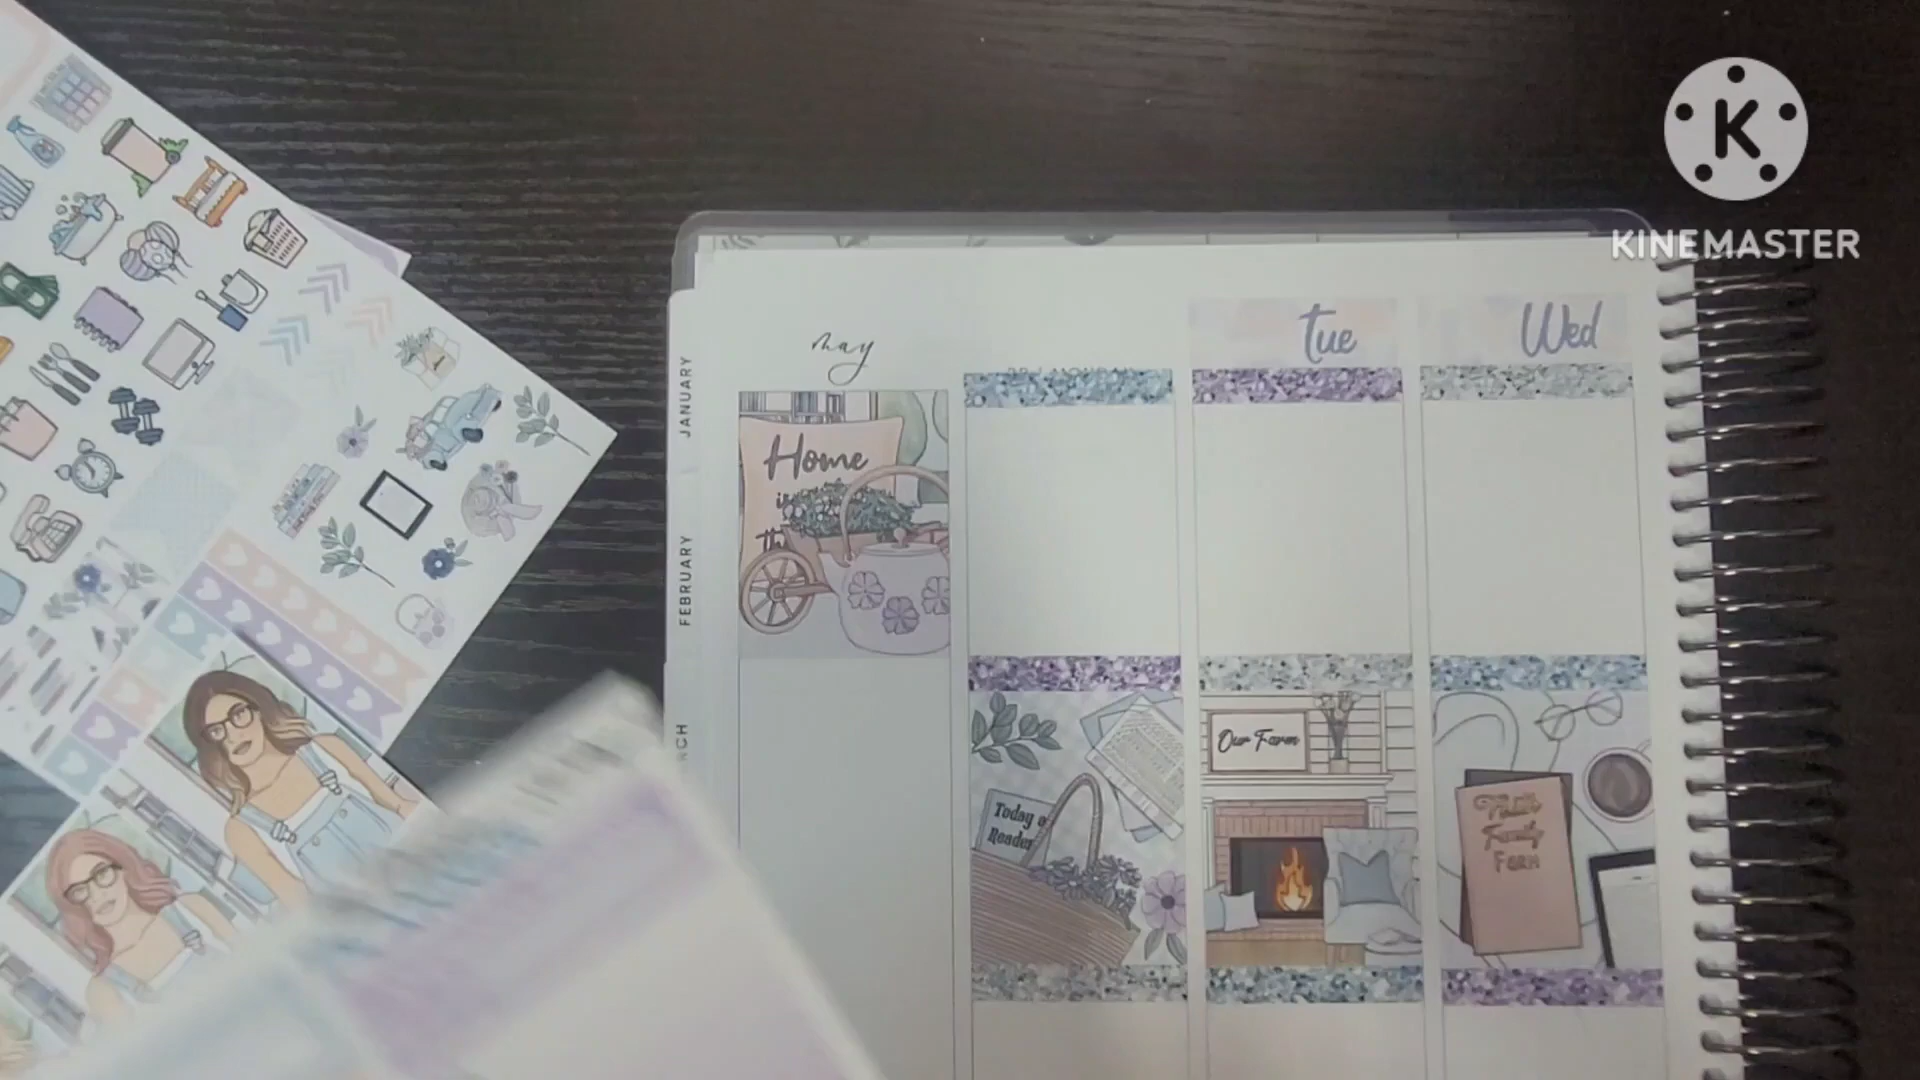 K
KINEMASTER
may
tue
Wed
JANUARY
FEBRUARY
Home
Our Farm
Today a
Reader
Faith
Family
Farm